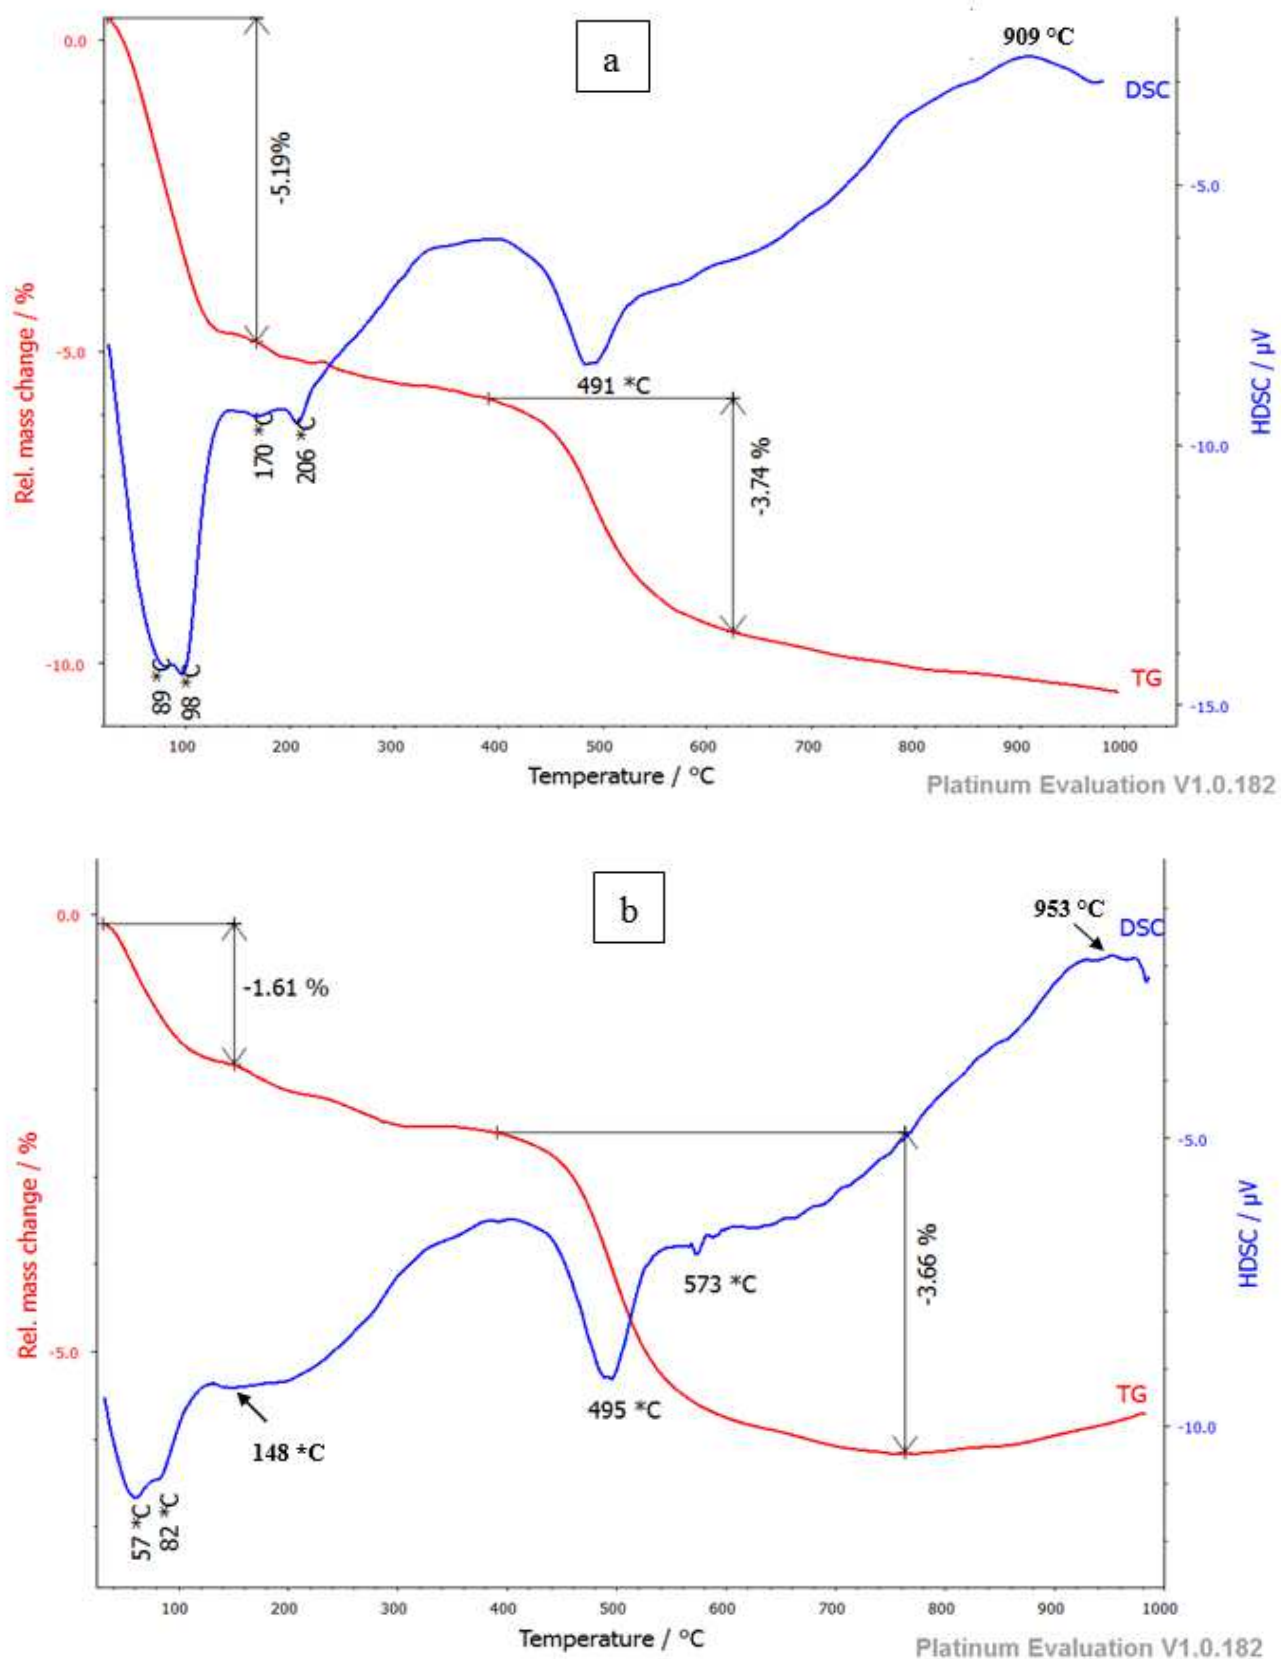 a
909 °C
DSC
0.0
-5.19%
-5.0
Rel. mass change / %
-5.0
491 *C
170 *C
206 *C
-3.74 %
-10.0
HDSC / µV
-10.0
89 *C
98 *C
TG
-15.0
100 200 300 400 500 600 700 800 900 1000
Temperature / °C
Platinum Evaluation V1.0.182
b
953 °C
DSC
0.0
-1.61 %
-5.0
Rel. mass change / %
-3.66 %
573 *C
HDSC / µV
-5.0
495 *C
TG
-10.0
148 *C
57 *C
82 *C
100 200 300 400 500 600 700 800 900 1000
Temperature / °C
Platinum Evaluation V1.0.182